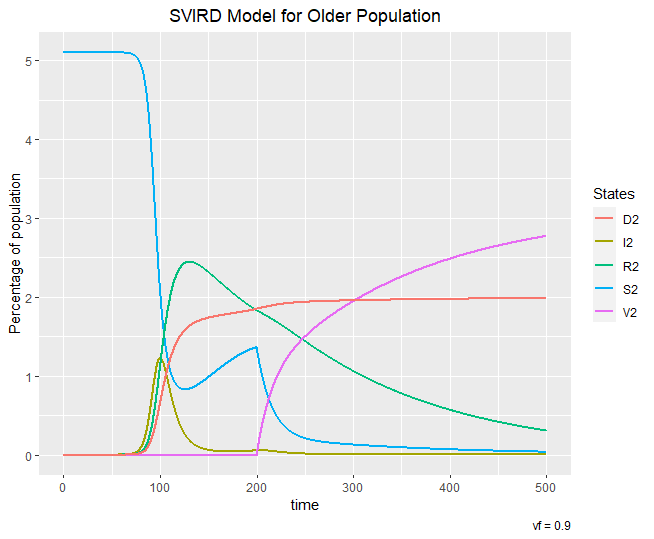 SVIRD Model for Older Population
Percentage of population
5
4
3
2
1
0
0 100 200 300 400 500
time
States
D2
I2
R2
S2
V2
vf = 0.9